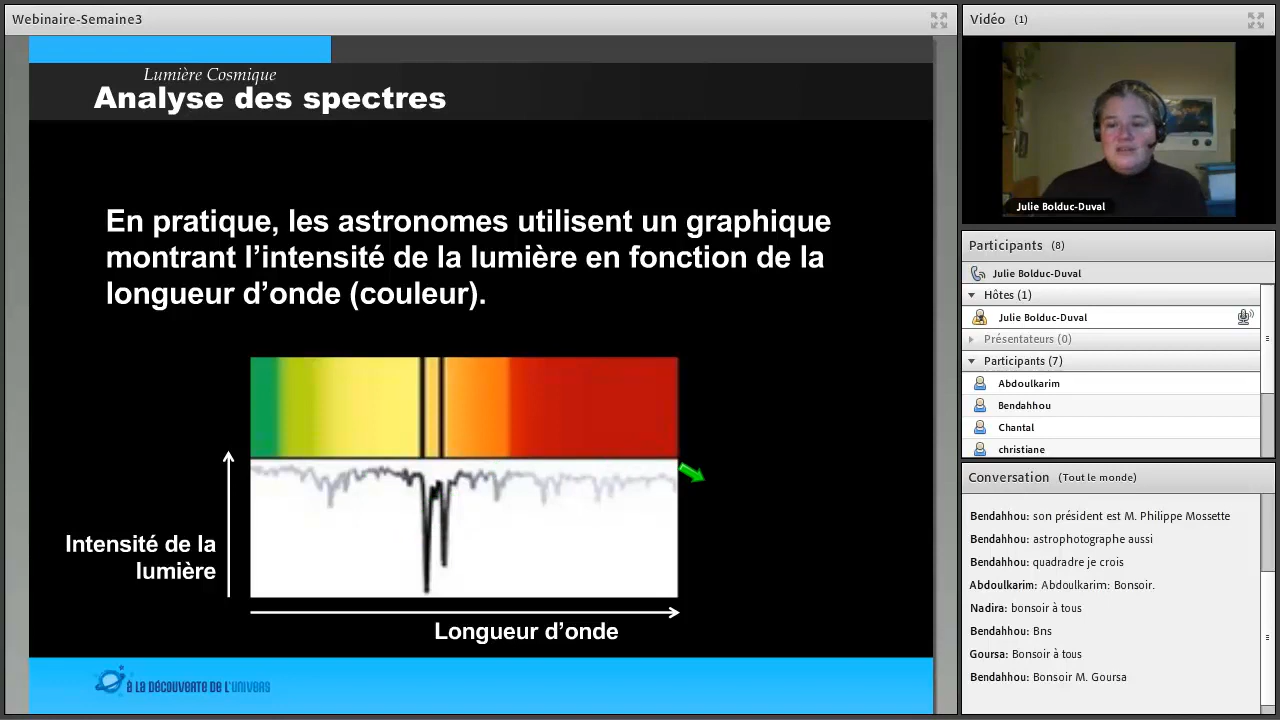 Webinaire-Semaine3
Lumière Cosmique
Analyse des spectres
En pratique, les astronomes utilisent un graphique
montrant l’intensité de la lumière en fonction de la
longueur d’onde (couleur).
Intensité de la
lumière
Longueur d’onde
À LA DÉCOUVERTE DE L'UNIVERS
Vidéo (1)
Julie Bolduc-Duval
Participants (8)
Julie Bolduc-Duval
Hôtes (1)
Julie Bolduc-Duval
Présentateurs (0)
Participants (7)
Abdoulkarim
Bendahhou
Chantal
christiane
Conversation (Tout le monde)
Bendahhou: son président est M. Philippe Mossette
Bendahhou: astrophotographe aussi
Bendahhou: quadradre je crois
Abdoulkarim: Abdoulkarim: Bonsoir.
Nadira: bonsoir à tous
Bendahhou: Bns
Goursa: Bonsoir à tous
Bendahhou: Bonsoir M. Goursa